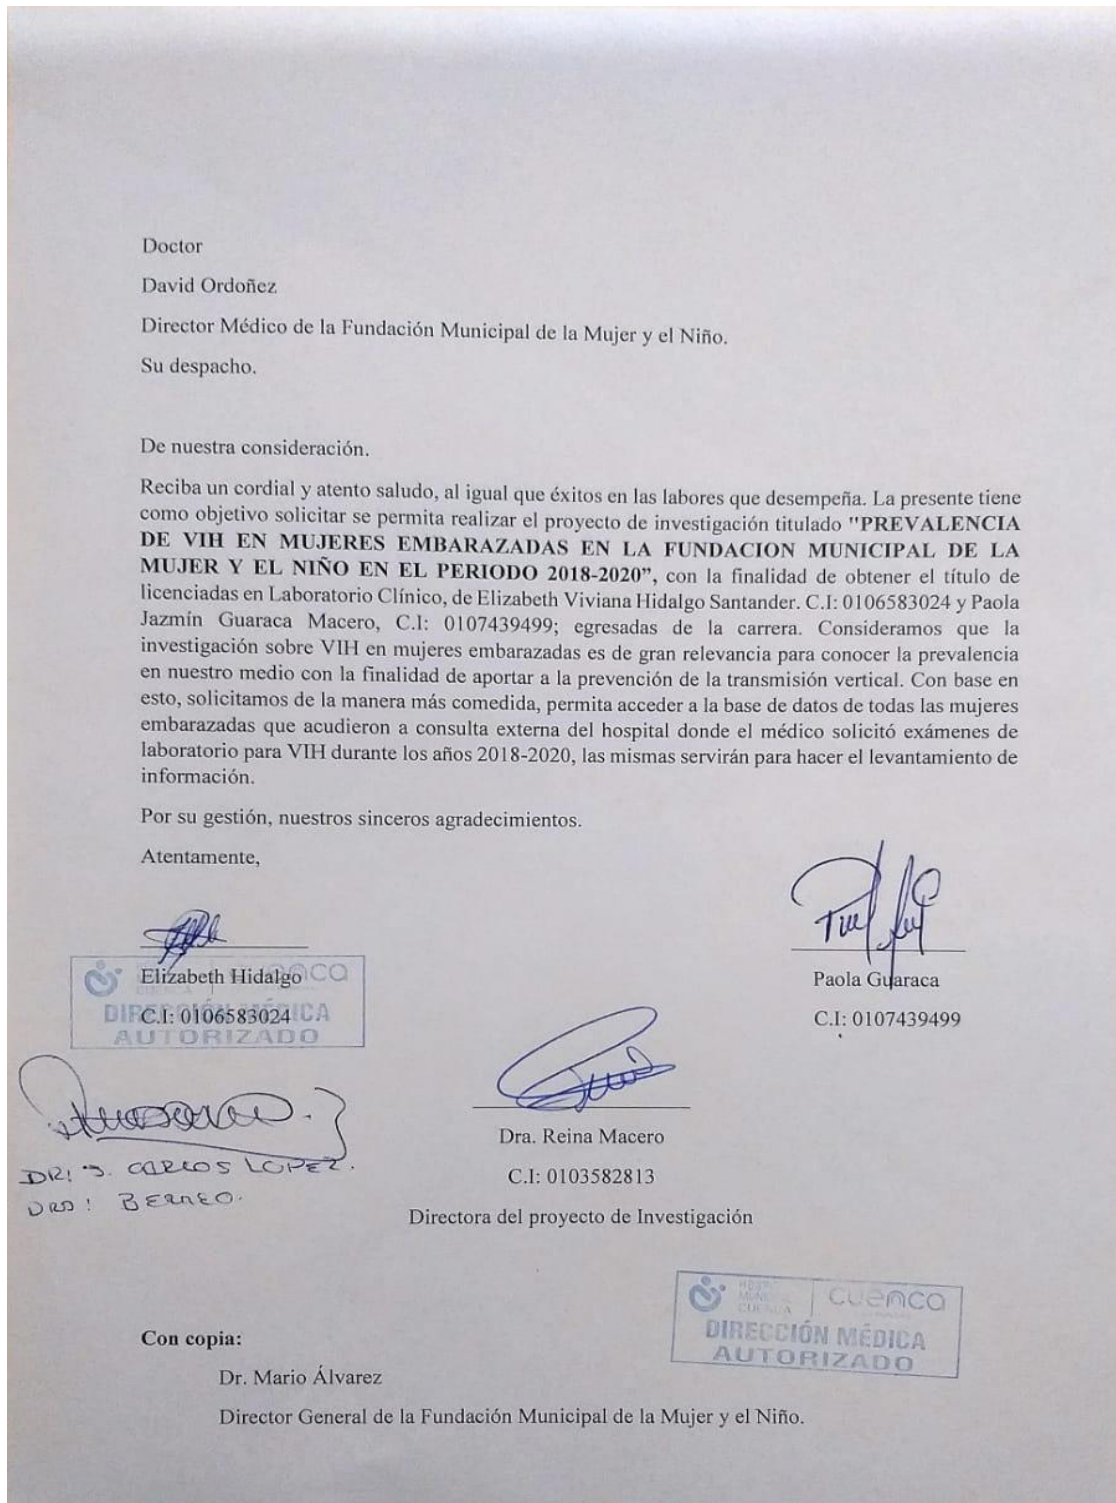 Doctor
David Ordoñez
Director Médico de la Fundación Municipal de la Mujer y el Niño.
Su despacho.
De nuestra consideración.
Reciba un cordial y atento saludo, al igual que éxitos en las labores que desempeña. La presente tiene
como objetivo solicitar se permita realizar el proyecto de investigación titulado "PREVALENCIA
DE VIH EN MUJERES EMBARAZADAS EN LA FUNDACION MUNICIPAL DE LA
MUJER Y EL NIÑO EN EL PERIODO 2018-2020”, con la finalidad de obtener el título de
licenciadas en Laboratorio Clínico, de Elizabeth Viviana Hidalgo Santander. C.I: 0106583024 y Paola
Jazmín Guaraca Macero, C.I: 0107439499; egresadas de la carrera. Consideramos que la
investigación sobre VIH en mujeres embarazadas es de gran relevancia para conocer la prevalencia
en nuestro medio con la finalidad de aportar a la prevención de la transmisión vertical. Con base en
esto, solicitamos de la manera más comedida, permita acceder a la base de datos de todas las mujeres
embarazadas que acudieron a consulta externa del hospital donde el médico solicitó exámenes de
laboratorio para VIH durante los años 2018-2020, las mismas servirán para hacer el levantamiento de
información.
Por su gestión, nuestros sinceros agradecimientos.
Atentamente,
Elizabeth Hidalgo
C.I: 0106583024
cuenca
DIRECCIÓN MÉDICA
AUTORIZADO
Paola Guaraca
C.I: 0107439499
DR: J. CARLOS LOPEZ.
Dra. Reina Macero
C.I: 0103582813
Directora del proyecto de Investigación
cuenca
DIRECCIÓN MÉDICA
AUTORIZADO
Con copia:
Dr. Mario Álvarez
Director General de la Fundación Municipal de la Mujer y el Niño.